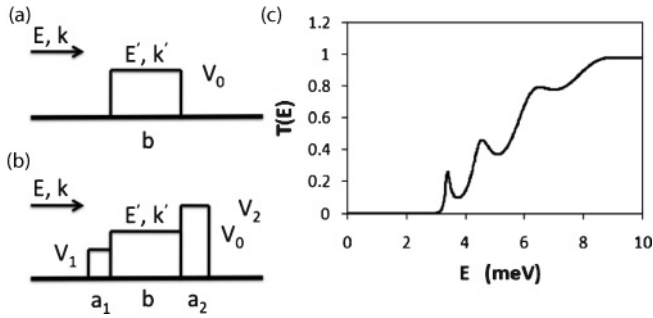 (a)
E, k
E′, k′
V₀
b
(b)
E, k
E′, k′
V₂
V₀
V₁
a₁
b
a₂
(c)
1.2
1
0.8
0.6
0.4
0.2
0
T(E)
0 2 4 6 8 10
E (meV)